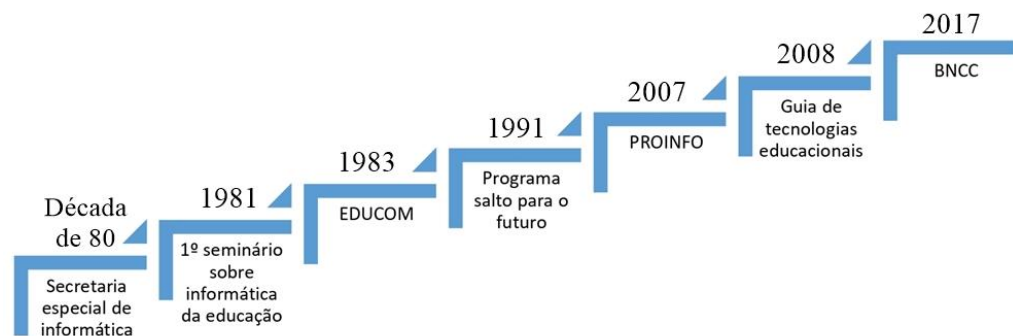 Década
de 80
Secretaria
especial de
informática
1981
1º seminário
sobre
informática
da educação
1983
EDUCOM
1991
Programa
salto para o
futuro
2007
PROINFO
2008
Guia de
tecnologias
educacionais
2017
BNCC